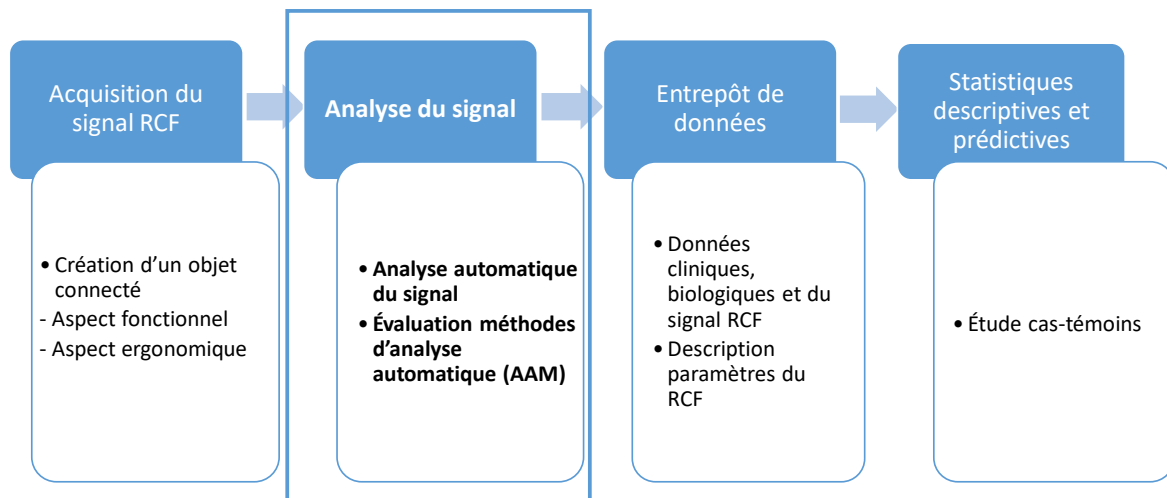 Acquisition du
signal RCF
• Création d'un objet
connecté
- Aspect fonctionnel
- Aspect ergonomique
Analyse du signal
• Analyse automatique
du signal
• Évaluation méthodes
d'analyse
automatique (AAM)
Entrepôt de
données
• Données
cliniques,
biologiques et du
signal RCF
• Description
paramètres du
RCF
Statistiques
descriptives et
prédictives
• Étude cas-témoins